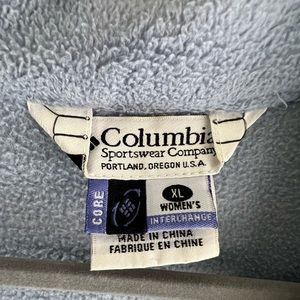 Columbia
Sportswear Company
PORTLAND, OREGON U.S.A.
CORE
XL
WOMEN'S
INTERCHANGE
MADE IN CHINA
FABRIQUE EN CHINE